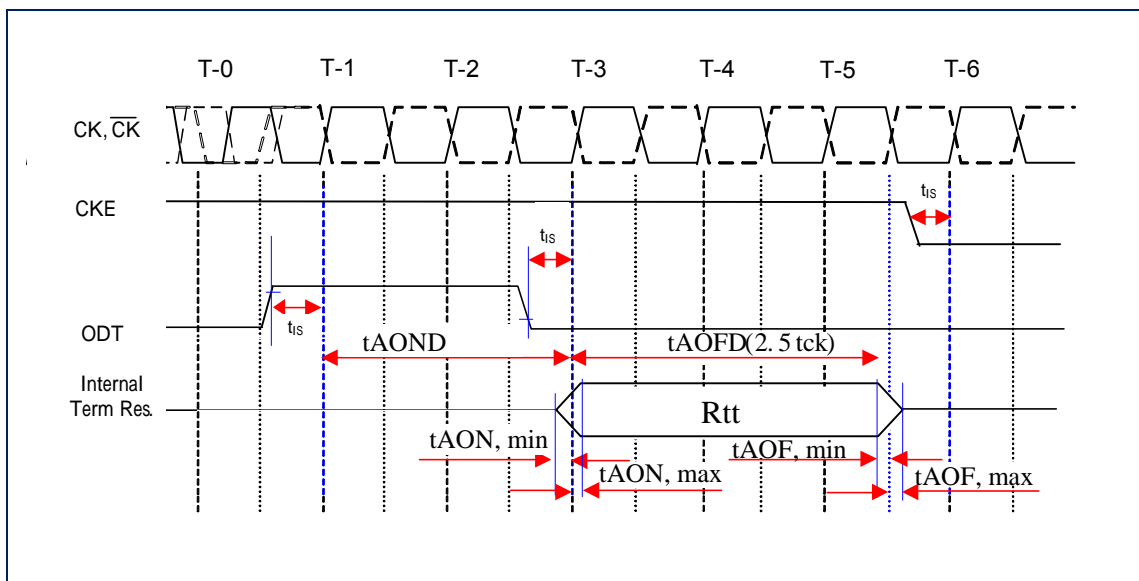 T-0 T-1 T-2 T-3 T-4 T-5 T-6
CK, C̅K̅
CKE
tIS
tIS
tIS
ODT
tAOND
tAOFD(2.5 tck)
Internal
Term Res.
Rtt
tAON, min
tAOF, min
tAON, max
tAOF, max